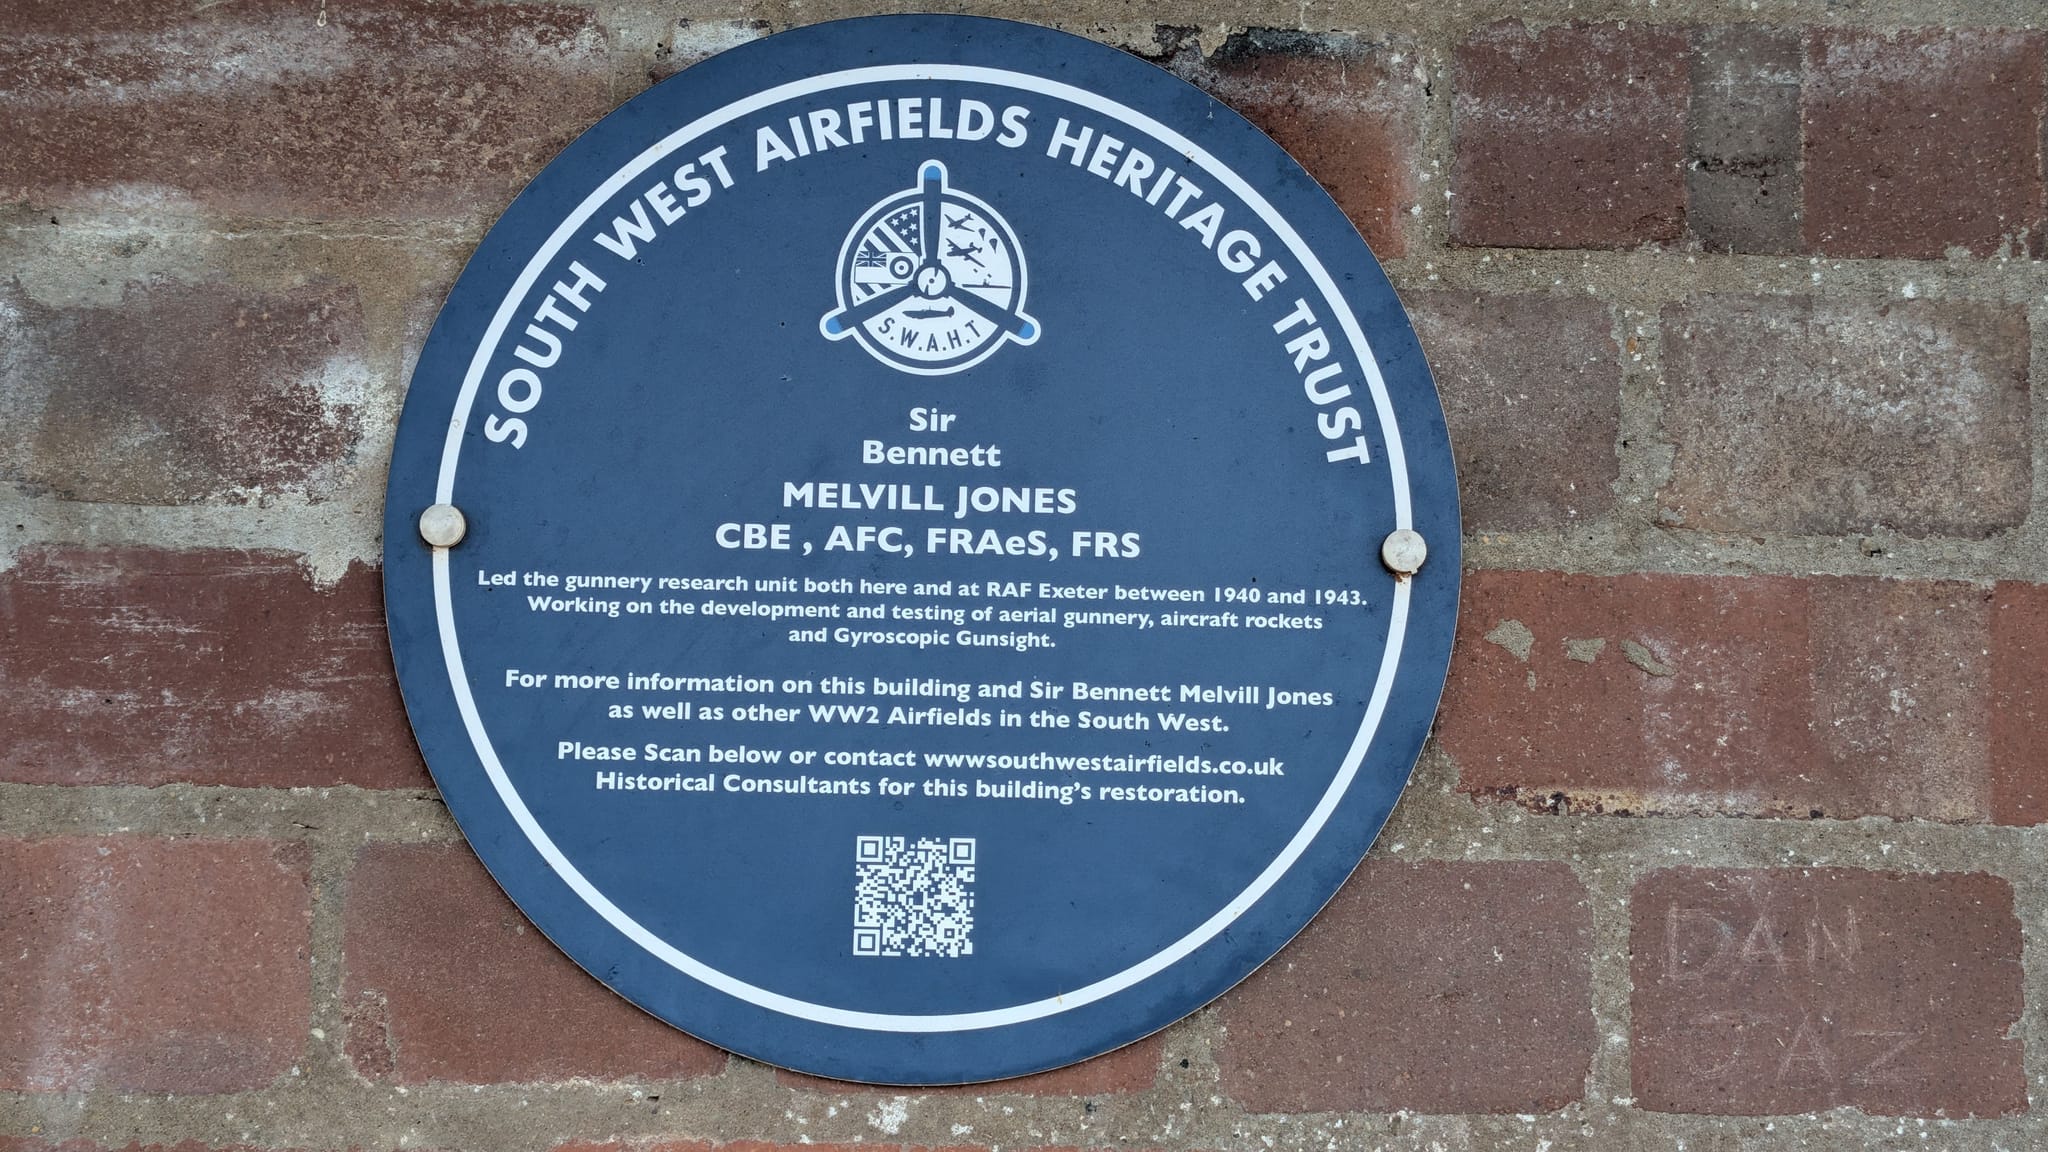 SOUTH WEST AIRFIELDS HERITAGE TRUST
S.W.A.H.T
Sir
Bennett
MELVILL JONES
CBE , AFC, FRAeS, FRS
Led the gunnery research unit both here and at RAF Exeter between 1940 and 1943.
Working on the development and testing of aerial gunnery, aircraft rockets
and Gyroscopic Gunsight.
For more information on this building and Sir Bennett Melvill Jones
as well as other WW2 Airfields in the South West.
Please Scan below or contact wwwsouthwestairfields.co.uk
Historical Consultants for this building's restoration.
DAN
JAZ